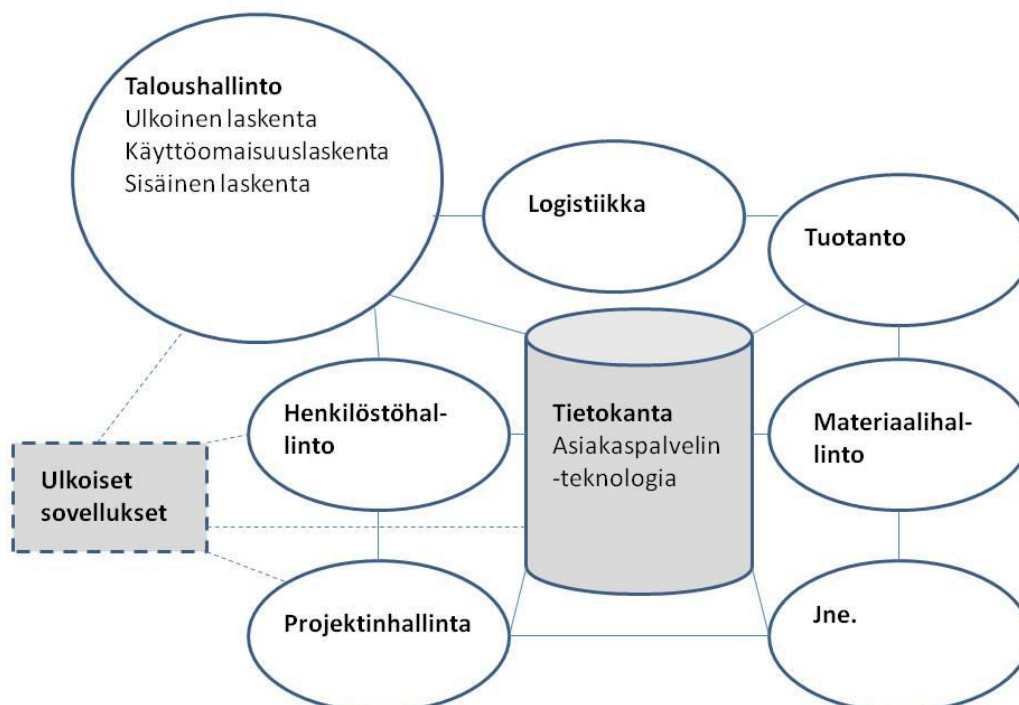 Taloushallinto
Ulkoinen laskenta
Käyttöomaisuuslaskenta
Sisäinen laskenta
Logistiikka
Tuotanto
Henkilöstöhal-
linto
Tietokanta
Asiakaspalvelin
-teknologia
Materiaalihal-
linto
Ulkoiset
sovellukset
Projektinhallinta
Jne.